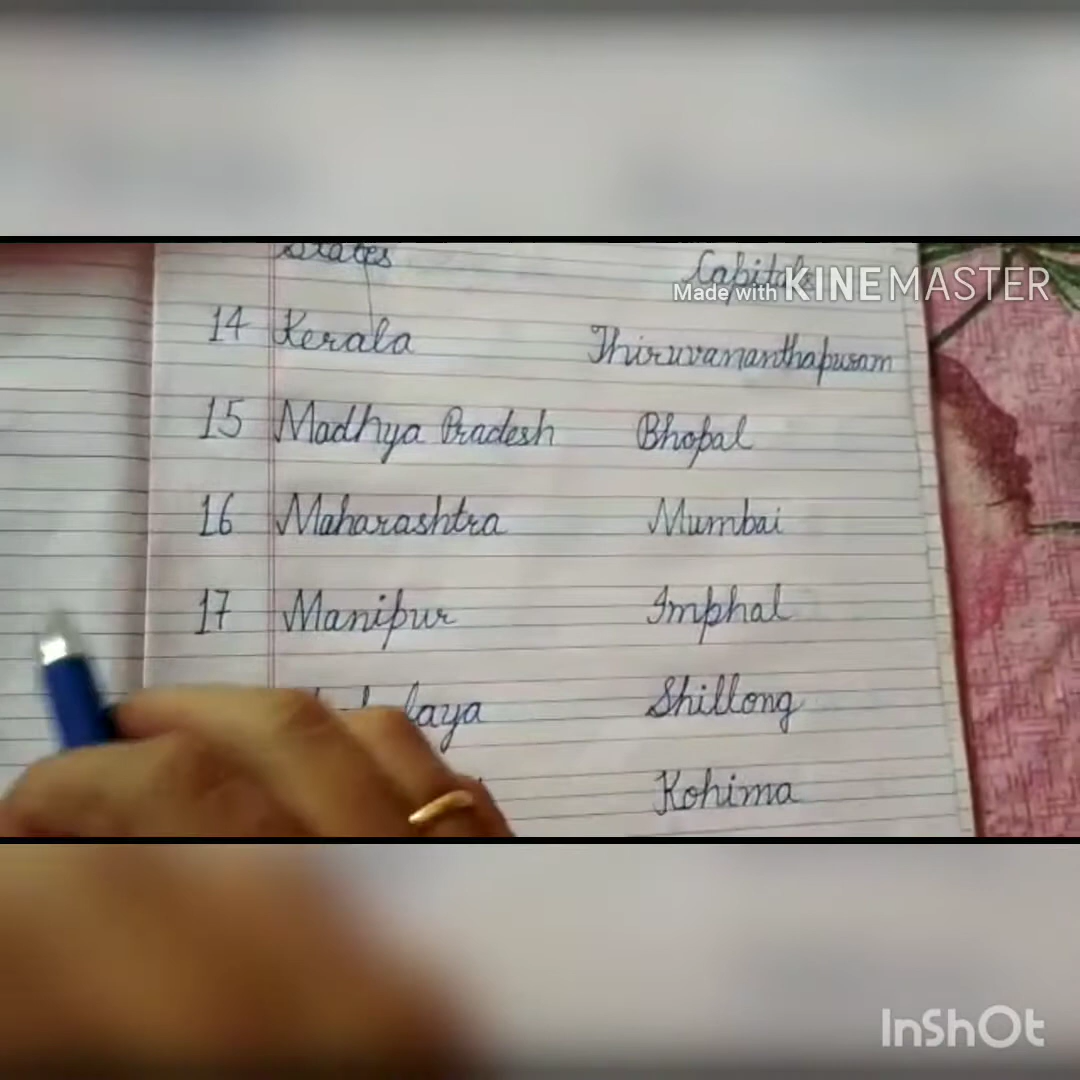 States Capitals
Made with KINEMASTER
14 Kerala Thiruvananthapuram
15 Madhya Pradesh Bhopal
16 Maharashtra Mumbai
17 Manipur Imphal
laya Shillong
Kohima
InShOt